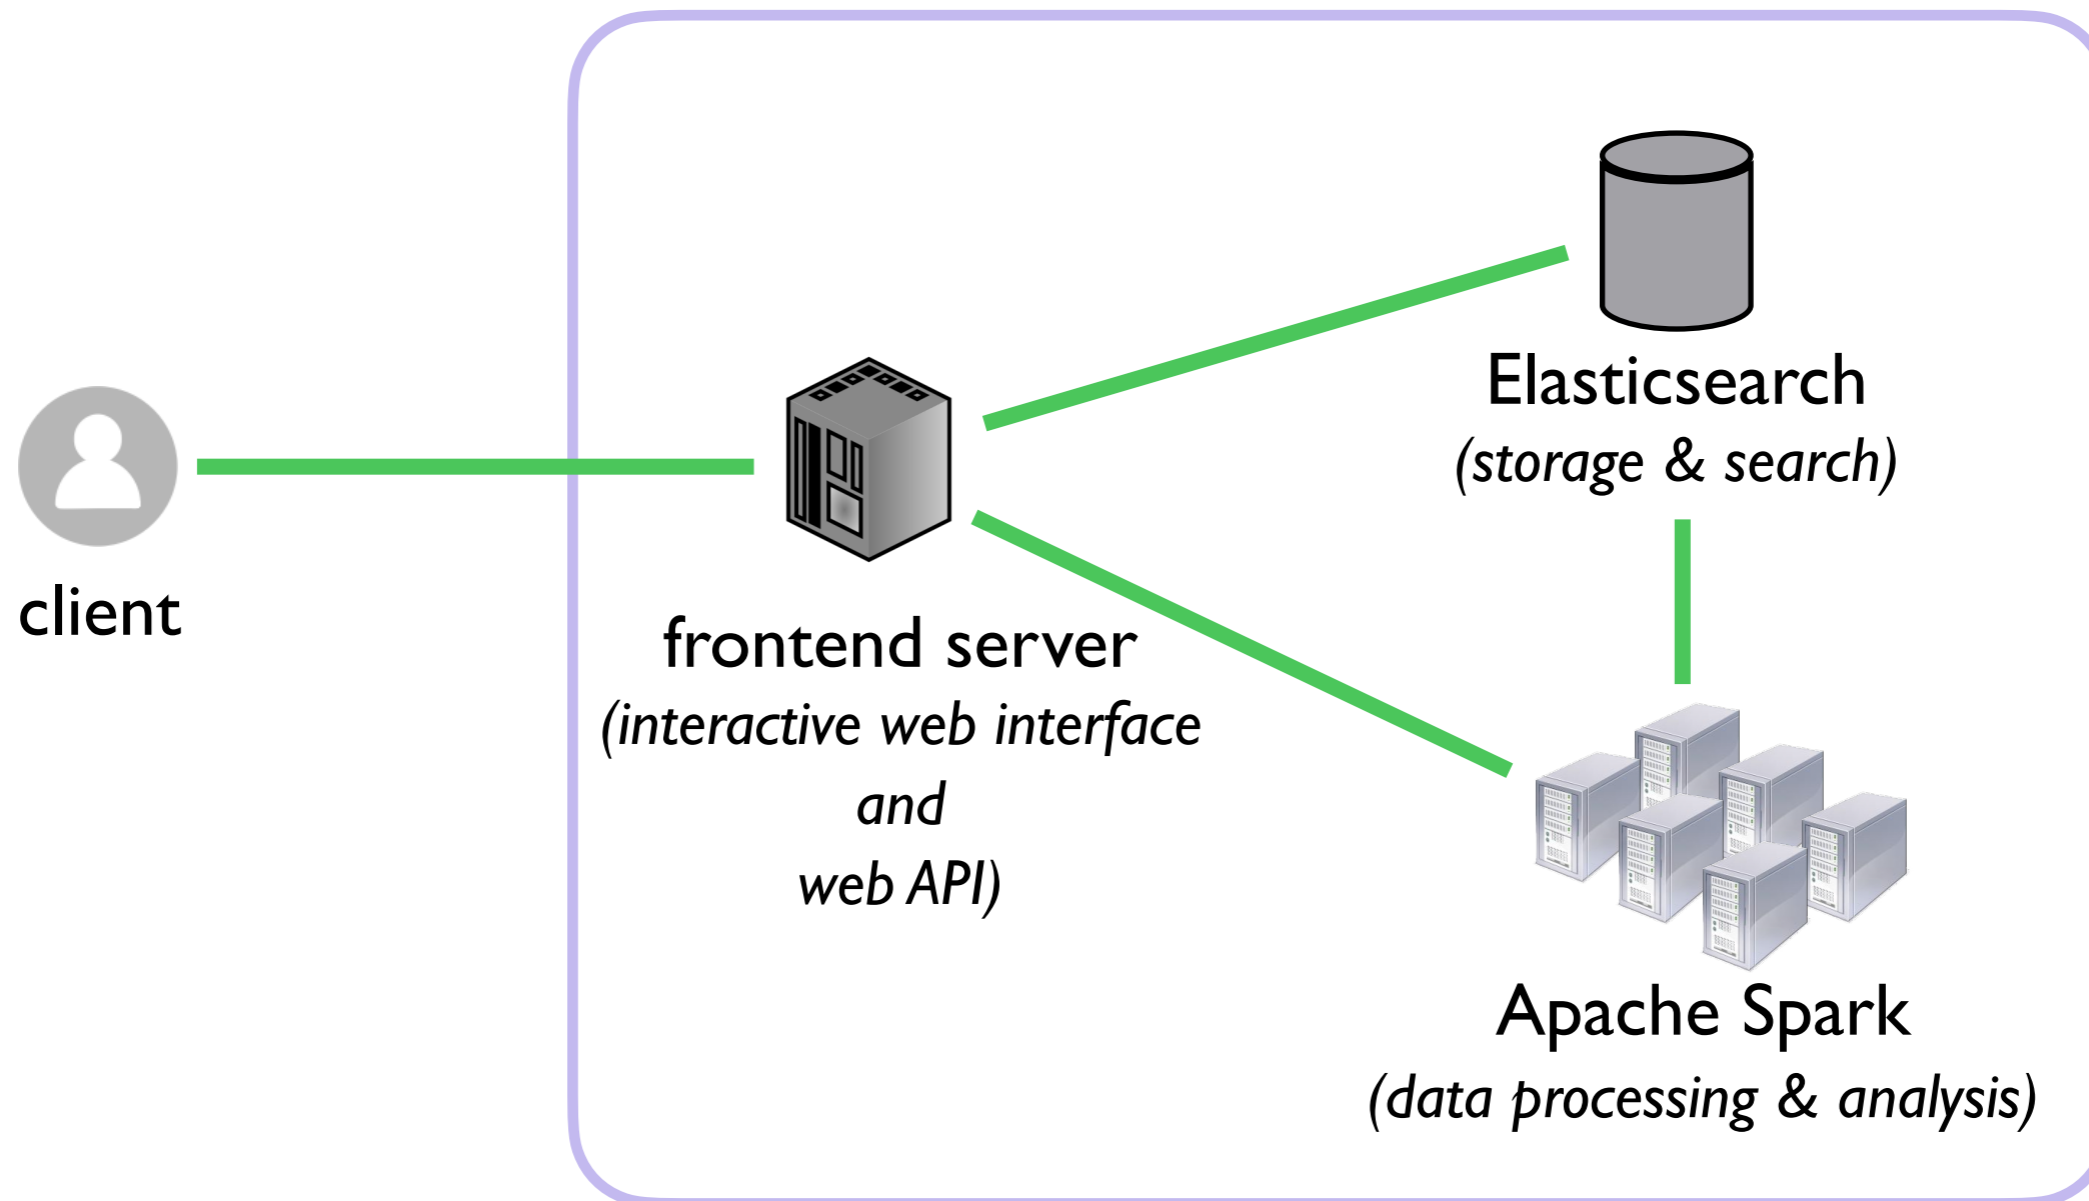 client
frontend server
(interactive web interface
and
web API)
Elasticsearch
(storage & search)
Apache Spark
(data processing & analysis)